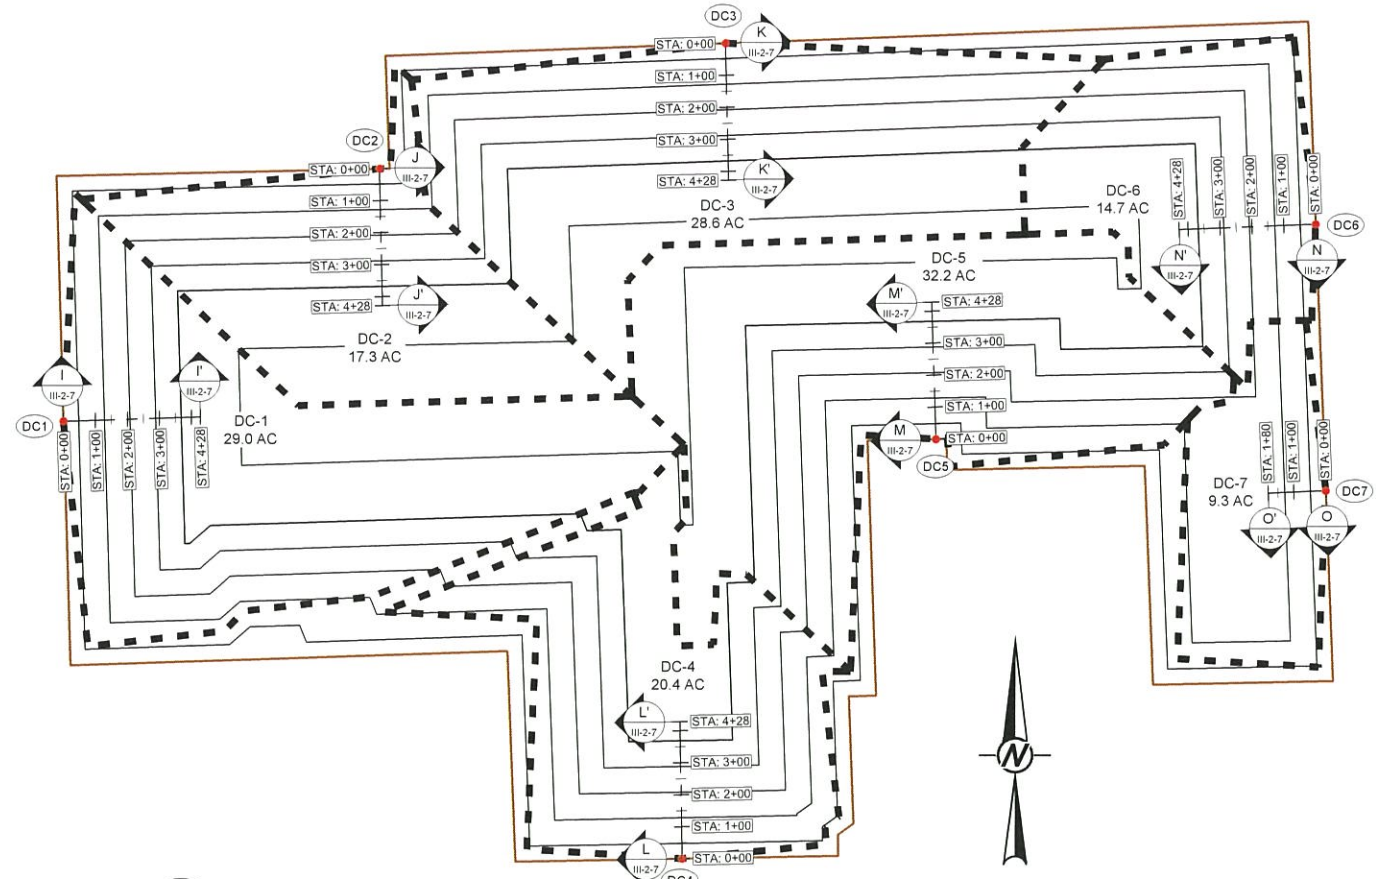 DC3
K
III-2-7
STA: 0+00
STA: 1+00
STA: 2+00
STA: 3+00
STA: 4+28
K'
III-2-7
DC-3
28.6 AC
DC2
J
III-2-7
STA: 0+00
STA: 1+00
STA: 2+00
STA: 3+00
STA: 4+28
J'
III-2-7
DC-2
17.3 AC
DC-6
14.7 AC
STA: 4+28
STA: 3+00
STA: 2+00
STA: 1+00
STA: 0+00
DC6
N'
III-2-7
N
III-2-7
DC-5
32.2 AC
M'
III-2-7
STA: 4+28
STA: 3+00
STA: 2+00
STA: 1+00
STA: 0+00
M
III-2-7
DC5
I
III-2-7
I'
III-2-7
DC1
STA: 0+00
STA: 1+00
STA: 2+00
STA: 3+00
STA: 4+28
DC-1
29.0 AC
DC-7
9.3 AC
STA: 1+80
STA: 1+00
STA: 0+00
DC7
O'
III-2-7
O
III-2-7
DC-4
20.4 AC
L'
III-2-7
STA: 4+28
STA: 3+00
STA: 2+00
STA: 1+00
STA: 0+00
L
III-2-7
N